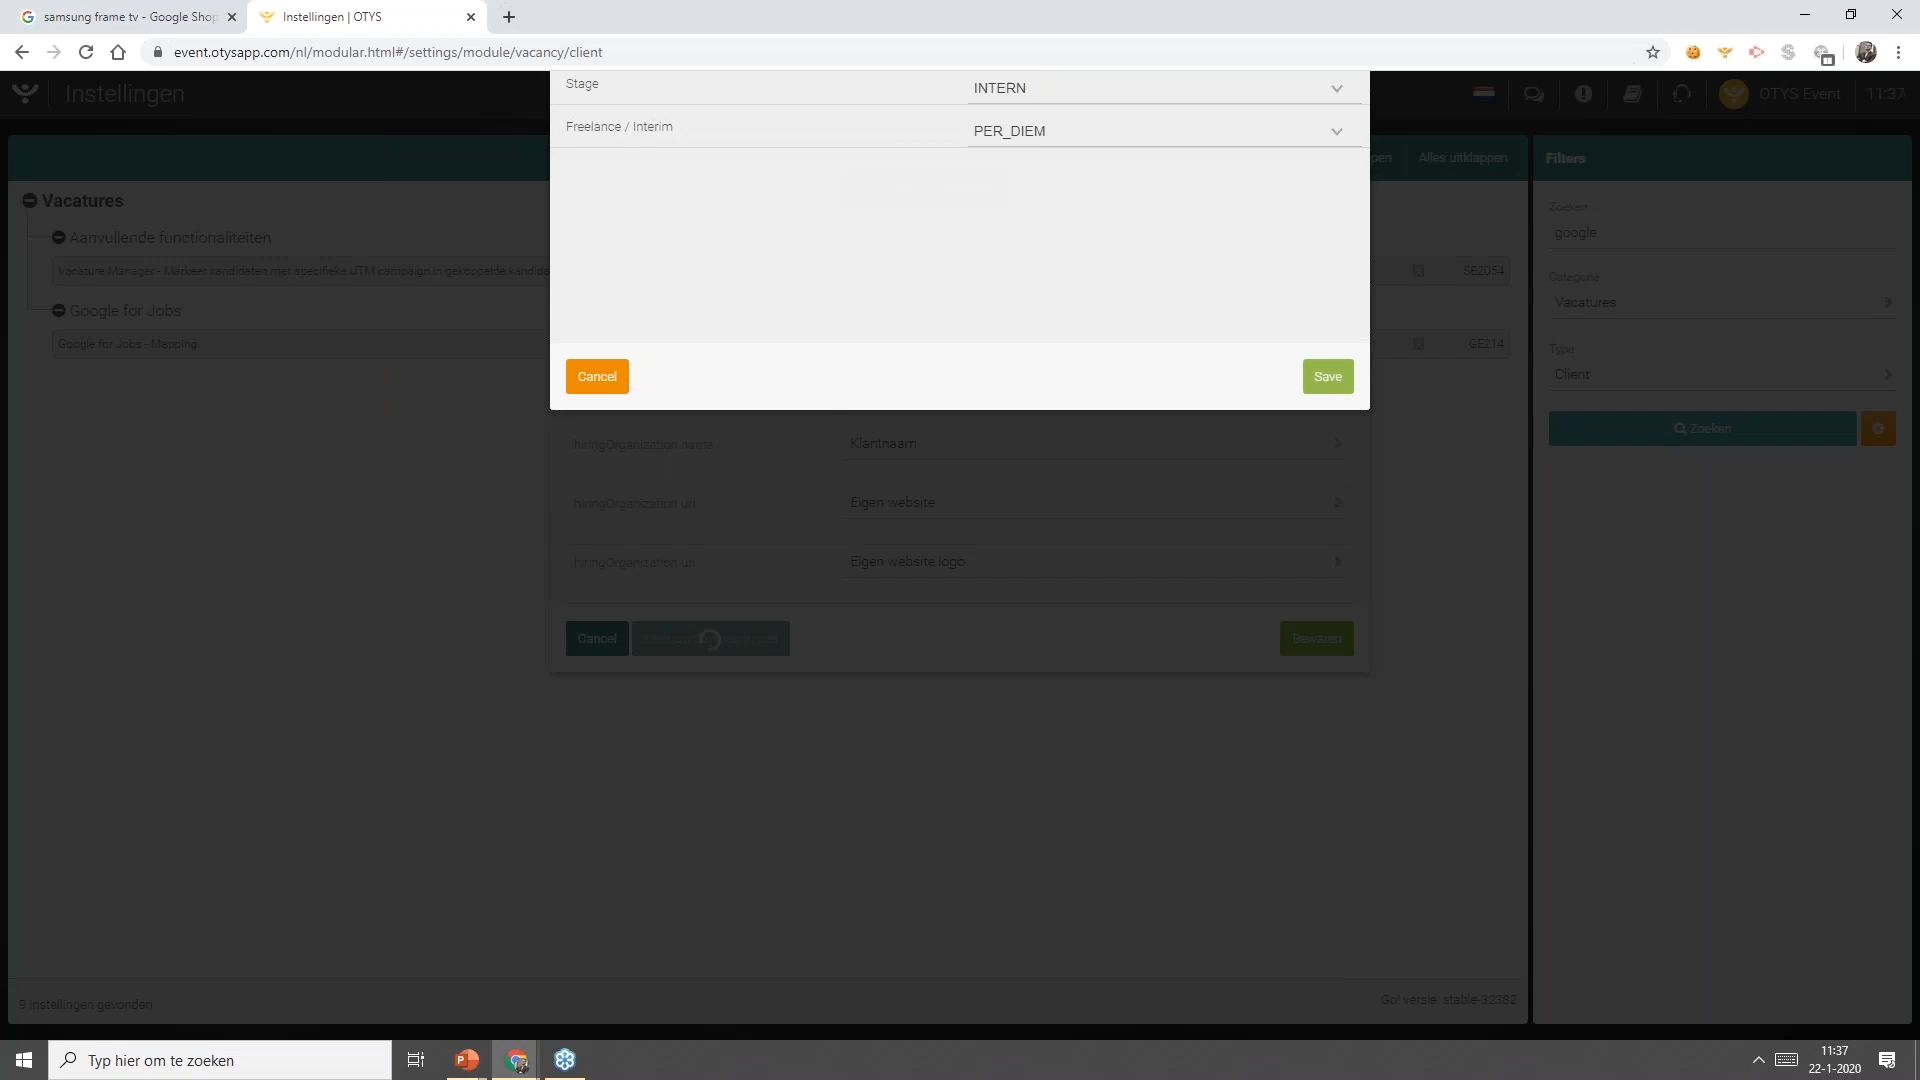 samsung frame tv - Google Shop
Instellingen | OTYS
event.otysapp.com/nl/modular.html#/settings/module/vacancy/client
Instellingen
OTYS Event
11:37
Stage
INTERN
Freelance / Interim
PER_DIEM
Cancel
Save
pen
Alles uitklappen
Vacatures
Aanvullende functionaliteiten
Vacature Manager - Markeer kandidaten met specifieke UTM campaign in gekoppelde kandida
SE2054
Google for Jobs
Google for Jobs - Mapping
GE214
hiringOrganization name
Klantnaam
hiringOrganization url
Eigen website
hiringOrganization url
Eigen website logo
Cancel
Bewaren
9 instellingen gevonden
Go! versie: stable-32382
Filters
Zoeken...
google
Categorie
Vacatures
Type
Client
Zoeken
Typ hier om te zoeken
11:37
22-1-2020